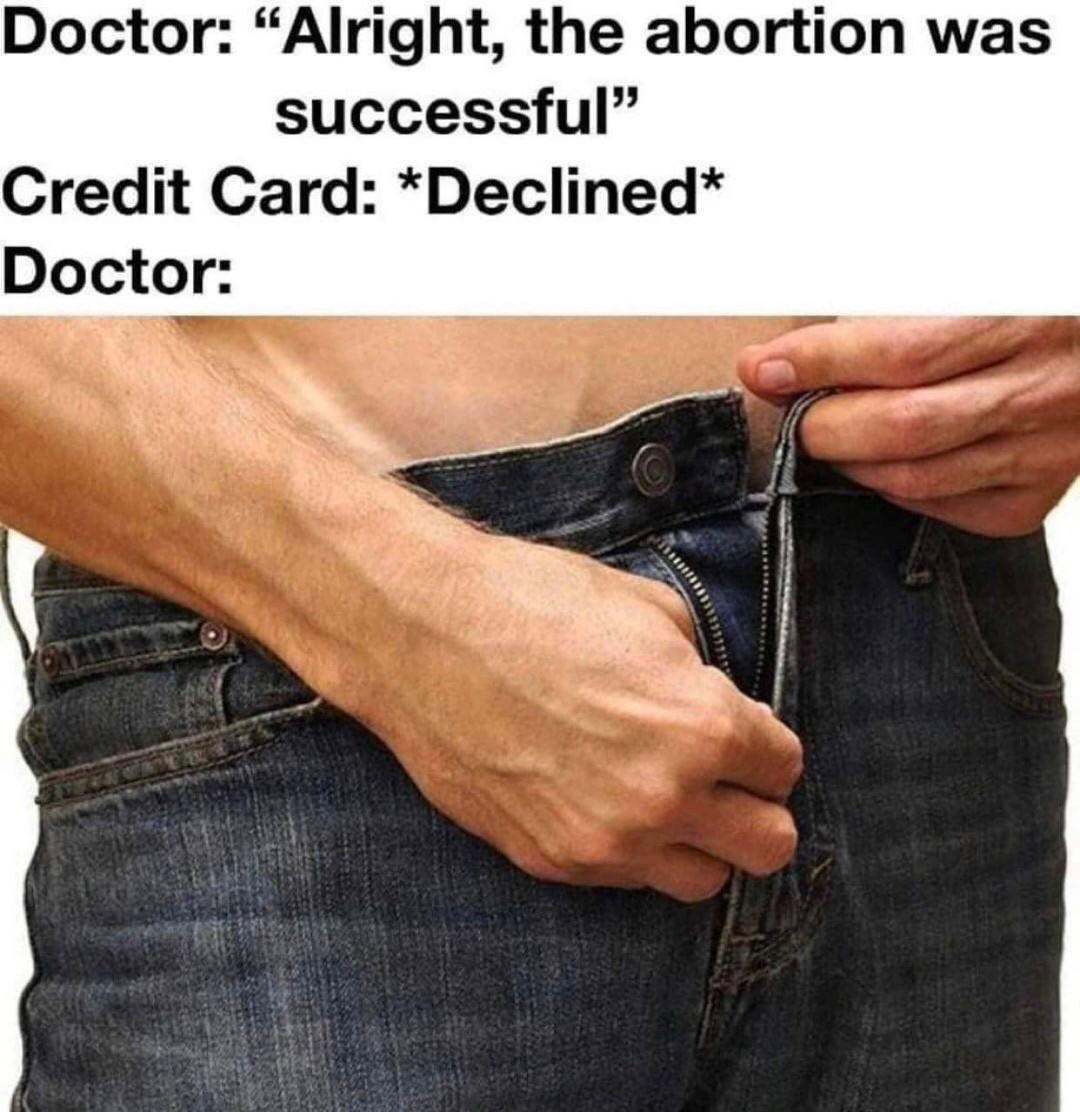 Doctor: “Alright, the abortion was
successful”
Credit Card: *Declined*
Doctor: